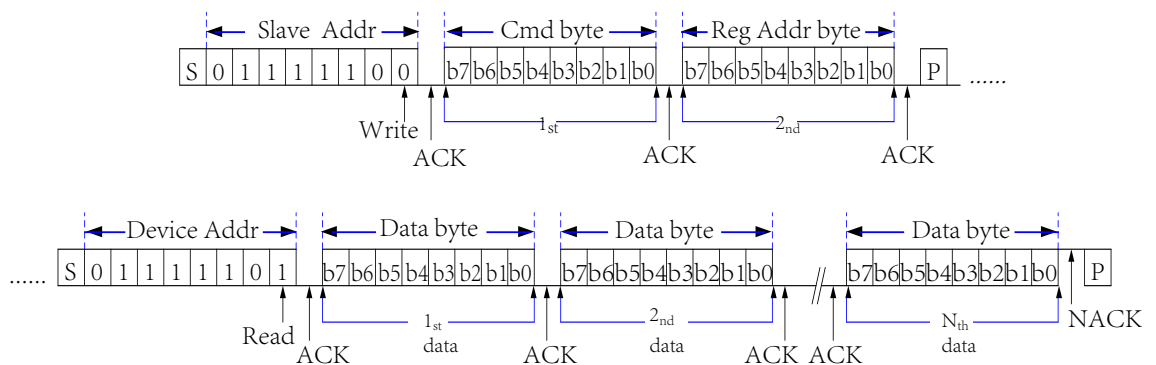 Slave Addr Cmd byte Reg Addr byte
S 0 1 1 1 1 1 0 0 b7 b6 b5 b4 b3 b2 b1 b0 b7 b6 b5 b4 b3 b2 b1 b0 P ......
Write 1st 2nd
ACK ACK ACK
Device Addr Data byte Data byte Data byte
...... S 0 1 1 1 1 1 0 1 b7 b6 b5 b4 b3 b2 b1 b0 b7 b6 b5 b4 b3 b2 b1 b0 // b7 b6 b5 b4 b3 b2 b1 b0 P
Read 1st 2nd Nth NACK
ACK data ACK data ACK ACK data